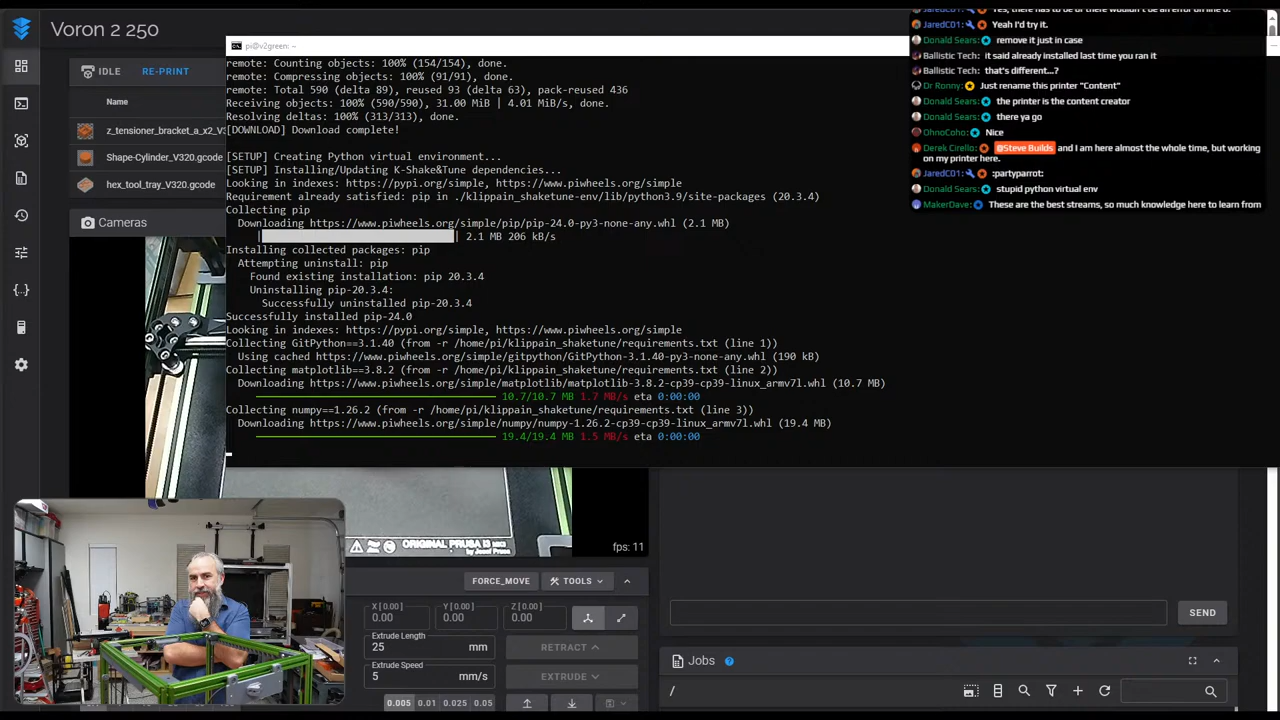 Voron 2 250
IDLE
RE-PRINT
Name
z_tensioner_bracket_a_x2_V3
Shape-Cylinder_V320.gcode
hex_tool_tray_V320.gcode
Cameras
pi@v2green: ~
remote: Counting objects: 100% (154/154), done.
remote: Compressing objects: 100% (91/91), done.
remote: Total 590 (delta 89), reused 93 (delta 63), pack-reused 436
Receiving objects: 100% (590/590), 31.00 MiB | 4.01 MiB/s, done.
Resolving deltas: 100% (313/313), done.
[DOWNLOAD] Download complete!
[SETUP] Creating Python virtual environment...
[SETUP] Installing/Updating K-Shake&Tune dependencies...
Looking in indexes: https://pypi.org/simple, https://www.piwheels.org/simple
Requirement already satisfied: pip in ./klippain_shaketune-env/lib/python3.9/site-packages (20.3.4)
Collecting pip
Downloading https://www.piwheels.org/simple/pip/pip-24.0-py3-none-any.whl (2.1 MB)
| | 2.1 MB 206 kB/s
Installing collected packages: pip
Attempting uninstall: pip
Found existing installation: pip 20.3.4
Uninstalling pip-20.3.4:
Successfully uninstalled pip-20.3.4
Successfully installed pip-24.0
Looking in indexes: https://pypi.org/simple, https://www.piwheels.org/simple
Collecting GitPython==3.1.40 (from -r /home/pi/klippain_shaketune/requirements.txt (line 1))
Using cached https://www.piwheels.org/simple/gitpython/GitPython-3.1.40-py3-none-any.whl (190 kB)
Collecting matplotlib==3.8.2 (from -r /home/pi/klippain_shaketune/requirements.txt (line 2))
Downloading https://www.piwheels.org/simple/matplotlib/matplotlib-3.8.2-cp39-cp39-linux_armv7l.whl (10.7 MB)
10.7/10.7 MB 1.7 MB/s eta 0:00:00
Collecting numpy==1.26.2 (from -r /home/pi/klippain_shaketune/requirements.txt (line 3))
Downloading https://www.piwheels.org/simple/numpy/numpy-1.26.2-cp39-cp39-linux_armv7l.whl (19.4 MB)
19.4/19.4 MB 1.5 MB/s eta 0:00:00
JaredC01: Yeah I'd try it.
Donald Sears: remove it just in case
Ballistic Tech: it said already installed last time you ran it
Ballistic Tech: that's different...?
Dr Ronny: Just rename this printer "Content"
Donald Sears: the printer is the content creator
Donald Sears: there ya go
OhnoCoho: Nice
Derek Cirello: @Steve Builds and I am here almost the whole time, but working
on my printer here.
JaredC01: :partyparrot:
Donald Sears: stupid python virtual env
MakerDave: These are the best streams, so much knowledge here to learn from
ORIGINAL PRUSA i3
by Josef Prusa
fps: 11
FORCE_MOVE
TOOLS
X [0.00]
0.00
Y [0.00]
0.00
Z [0.00]
0.00
Extrude Length
25 mm
RETRACT
Extrude Speed
5 mm/s
EXTRUDE
0.005 0.01 0.025 0.05
SEND
Jobs
/